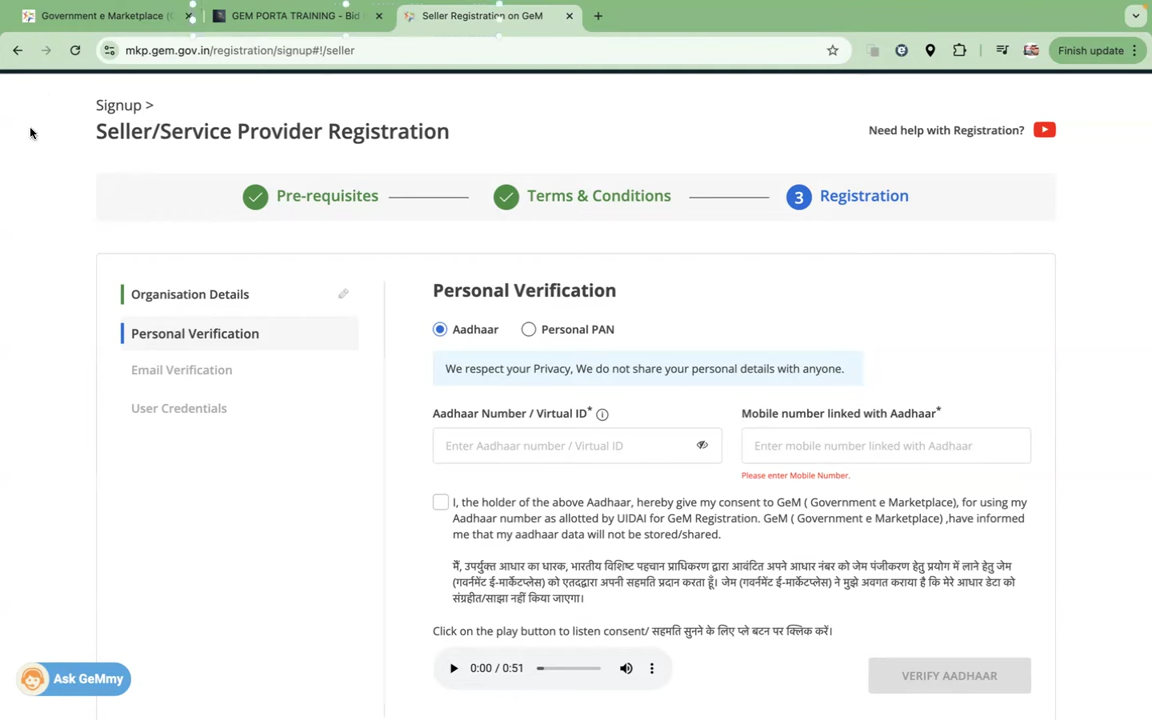 Government e Marketplace (
GEM PORTA TRAINING - Bid
Seller Registration on GeM
mkp.gem.gov.in/registration/signup#!/seller
Finish update
Signup >
Seller/Service Provider Registration
Need help with Registration?
Pre-requisites
Terms & Conditions
3 Registration
Organisation Details
Personal Verification
Email Verification
User Credentials
Personal Verification
Aadhaar
Personal PAN
We respect your Privacy, We do not share your personal details with anyone.
Aadhaar Number / Virtual ID*
Mobile number linked with Aadhaar*
Enter Aadhaar number / Virtual ID
Enter mobile number linked with Aadhaar
Please enter Mobile Number.
I, the holder of the above Aadhaar, hereby give my consent to GeM ( Government e Marketplace), for using my
Aadhaar number as allotted by UIDAI for GeM Registration. GeM ( Government e Marketplace) ,have informed
me that my aadhaar data will not be stored/shared.
मैं, उपर्युक्त आधार का धारक, भारतीय विशिष्ट पहचान प्राधिकरण द्वारा आवंटित अपने आधार नंबर को जेम पंजीकरण हेतु प्रयोग में लाने हेतु जेम
(गवर्नमेंट ई-मार्केटप्लेस) को एतदद्वारा अपनी सहमति प्रदान करता हूँ। जेम (गवर्नमेंट ई-मार्केटप्लेस) ने मुझे अवगत कराया है कि मेरे आधार डेटा को
संग्रहीत/साझा नहीं किया जाएगा।
Click on the play button to listen consent/ सहमति सुनने के लिए प्ले बटन पर क्लिक करें।
0:00 / 0:51
VERIFY AADHAAR
Ask GeMmy